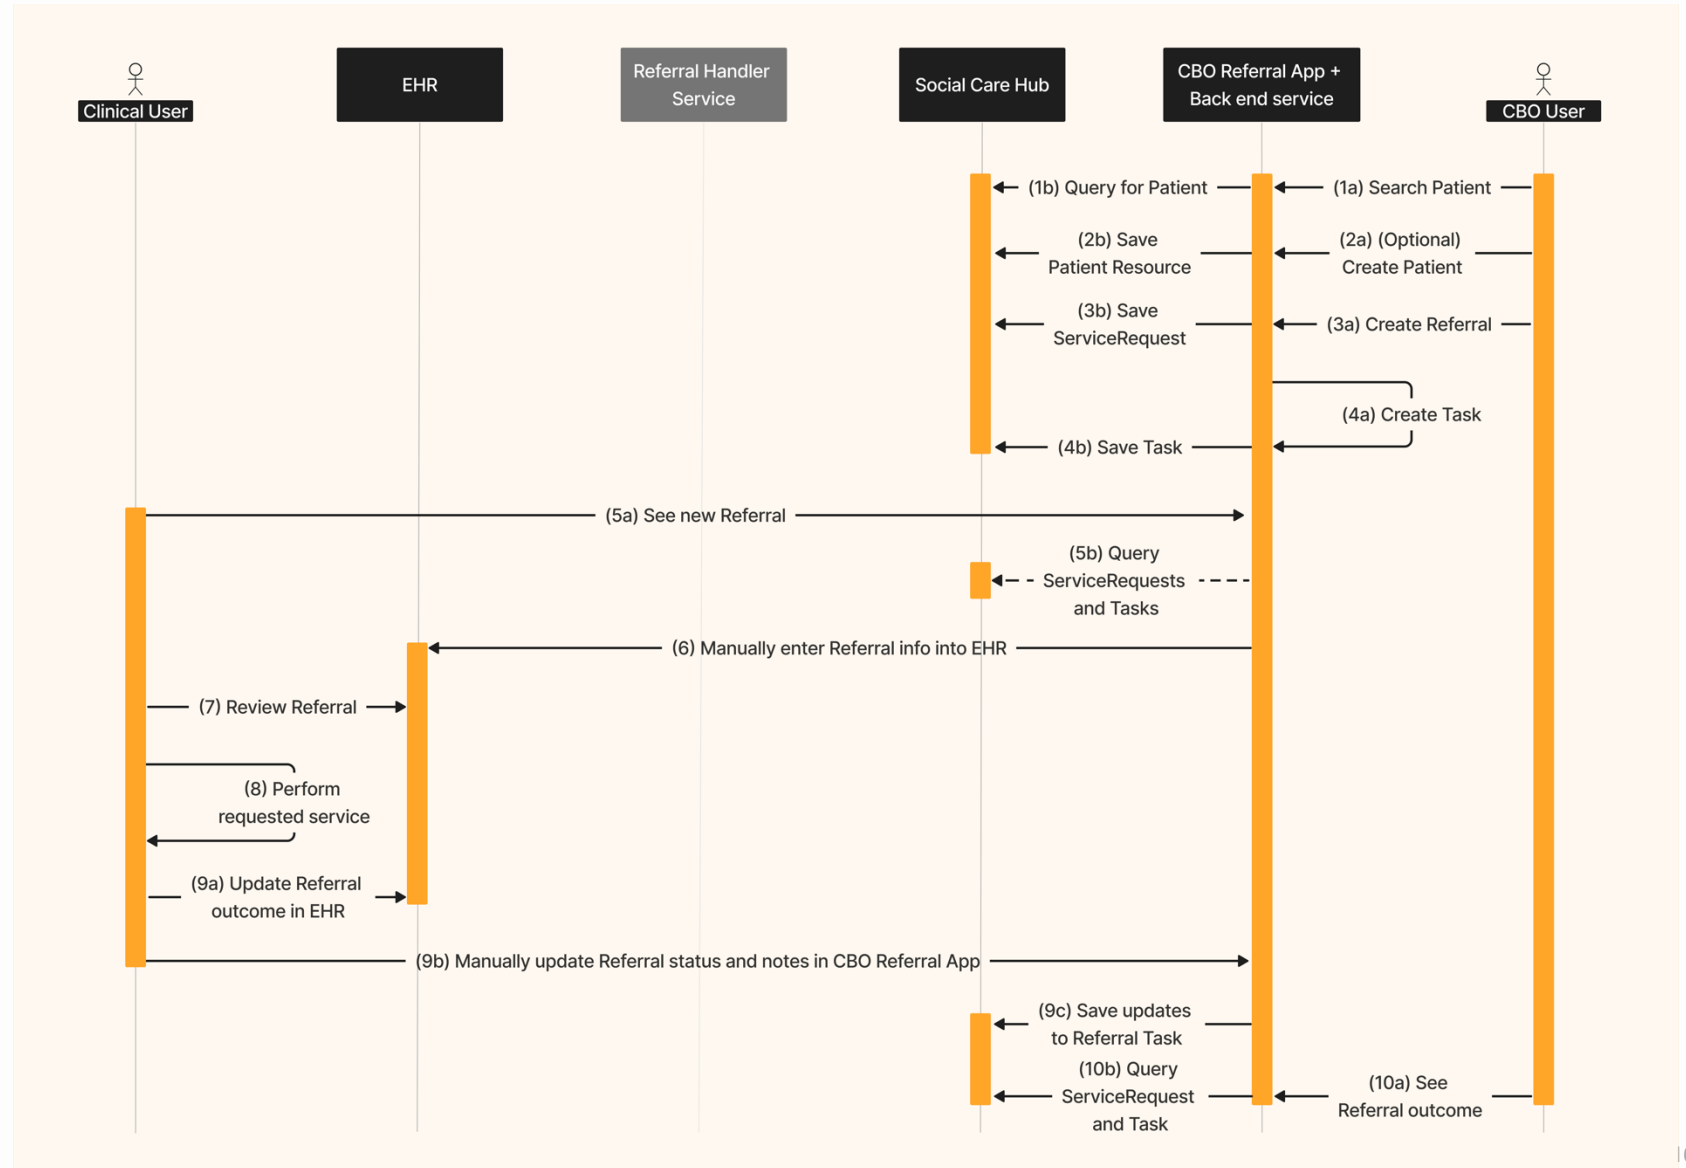 Clinical User
EHR
Referral Handler
Service
Social Care Hub
CBO Referral App +
Back end service
CBO User
(1b) Query for Patient
(1a) Search Patient
(2b) Save
Patient Resource
(2a) (Optional)
Create Patient
(3b) Save
ServiceRequest
(3a) Create Referral
(4a) Create Task
(4b) Save Task
(5a) See new Referral
(5b) Query
ServiceRequests
and Tasks
(6) Manually enter Referral info into EHR
(7) Review Referral
(8) Perform
requested service
(9a) Update Referral
outcome in EHR
(9b) Manually update Referral status and notes in CBO Referral App
(9c) Save updates
to Referral Task
(10b) Query
ServiceRequest
and Task
(10a) See
Referral outcome